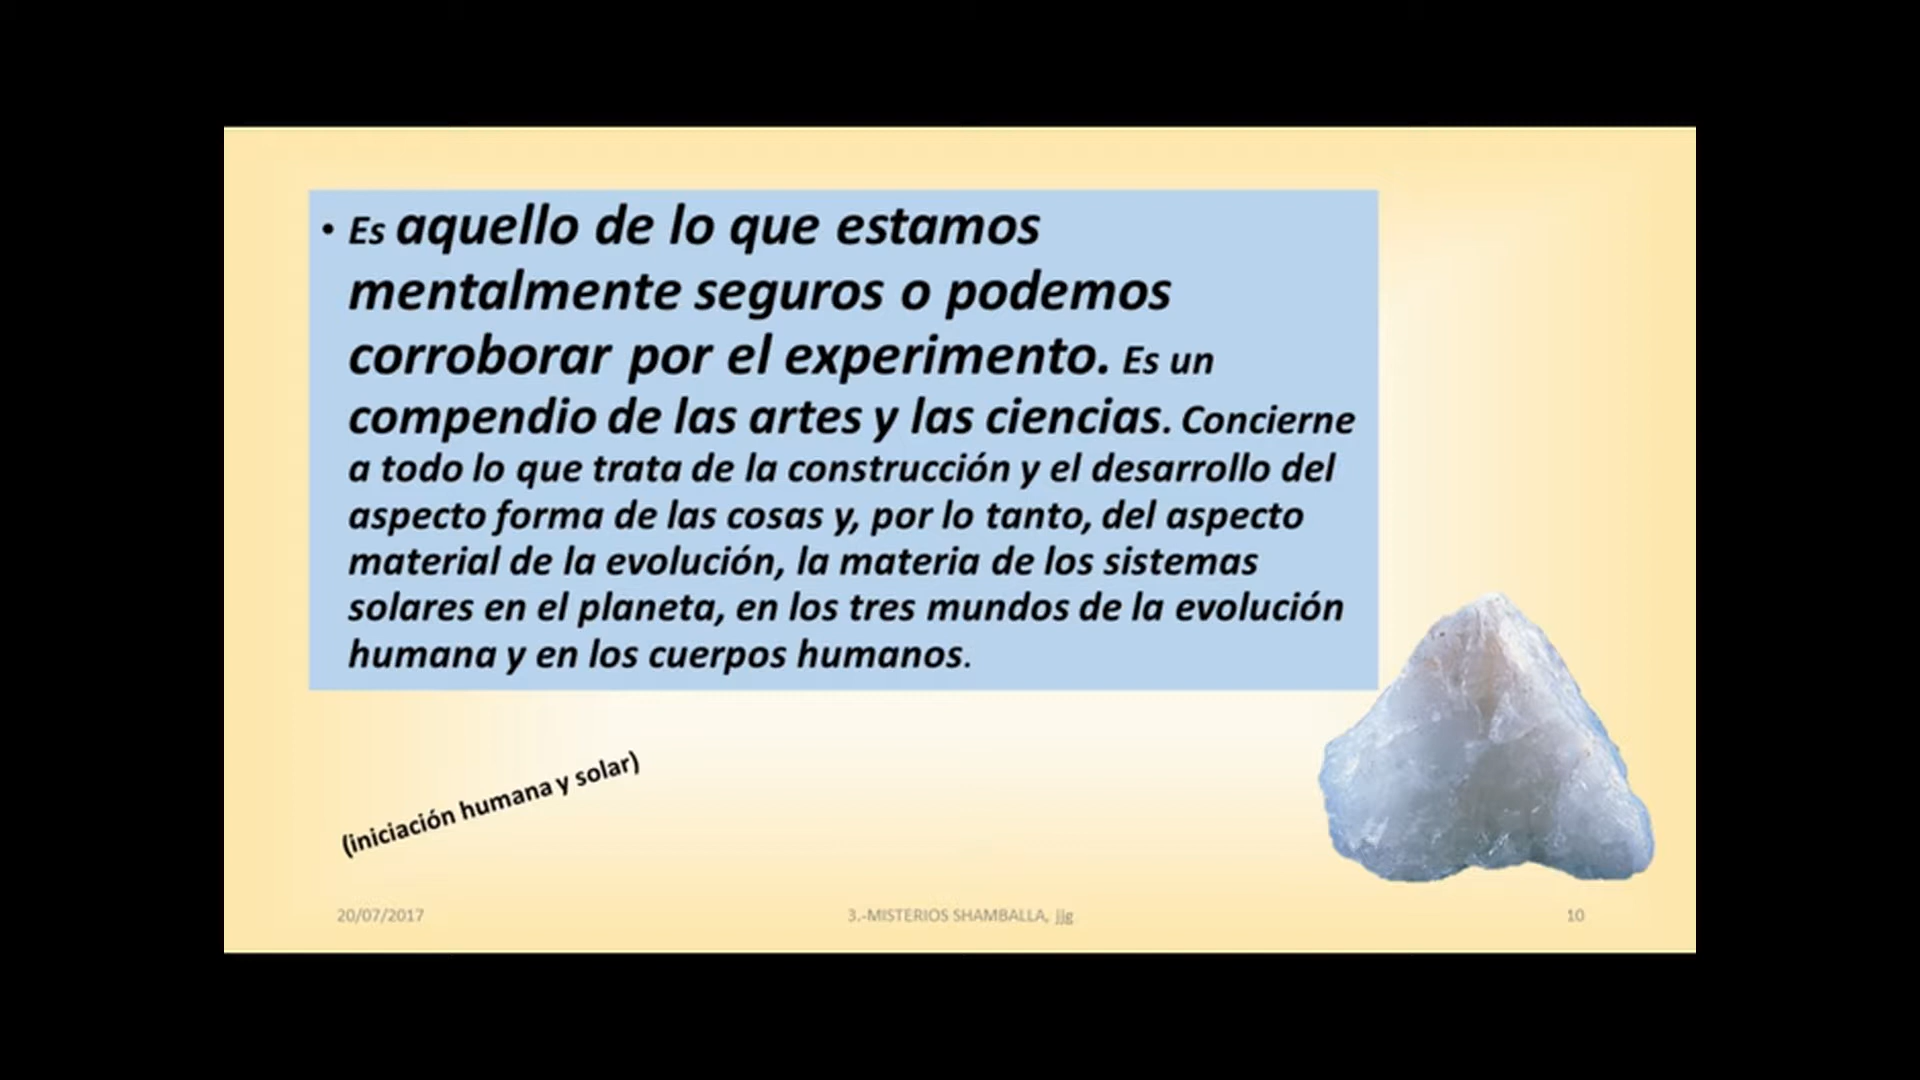 • Es aquello de lo que estamos
mentalmente seguros o podemos
corroborar por el experimento. Es un
compendio de las artes y las ciencias. Concierne
a todo lo que trata de la construcción y el desarrollo del
aspecto forma de las cosas y, por lo tanto, del aspecto
material de la evolución, la materia de los sistemas
solares en el planeta, en los tres mundos de la evolución
humana y en los cuerpos humanos.
(iniciación humana y solar)
20/07/2017
3.-MISTERIOS SHAMBALLA, jjg
10